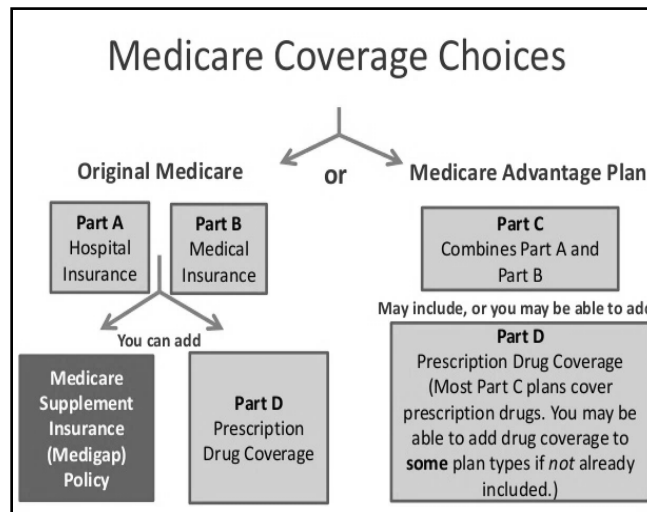 Medicare Coverage Choices
Original Medicare
or
Medicare Advantage Plan
Part A
Hospital
Insurance
Part B
Medical
Insurance
Part C
Combines Part A and
Part B
You can add
May include, or you may be able to add
Medicare
Supplement
Insurance
(Medigap)
Policy
Part D
Prescription
Drug Coverage
Part D
Prescription Drug Coverage
(Most Part C plans cover
prescription drugs. You may be
able to add drug coverage to
some plan types if not already
included.)